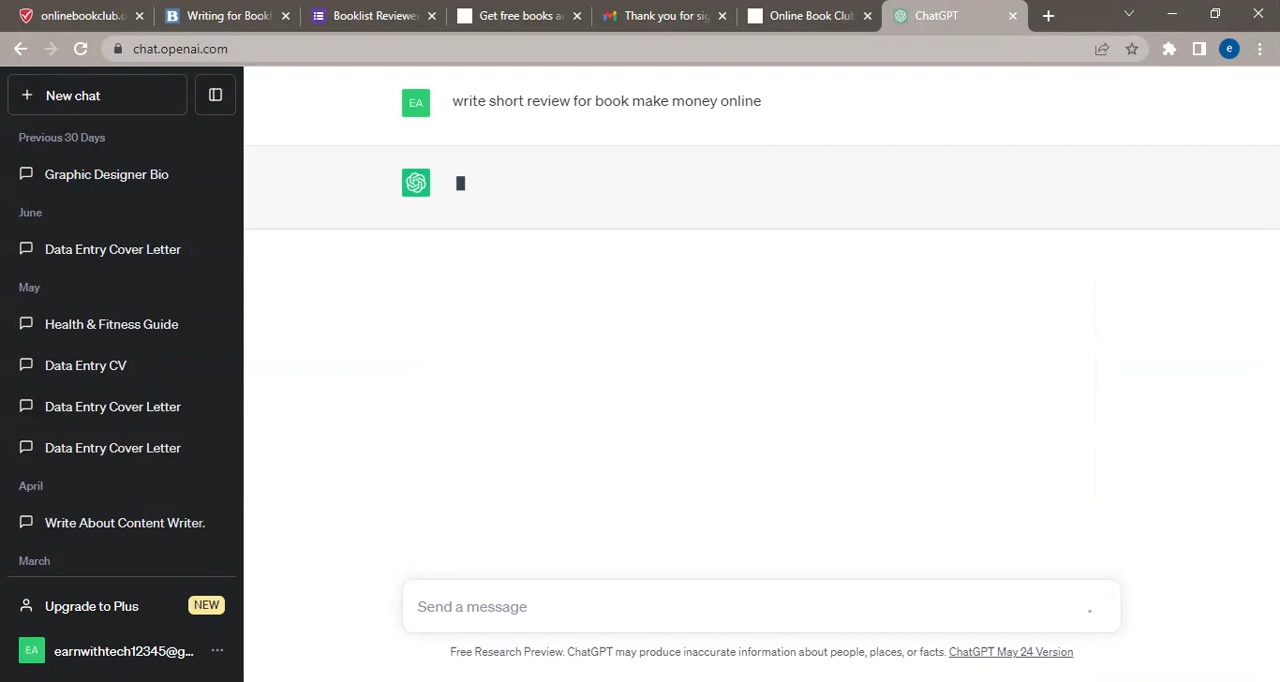 onlinebookclub.o
Writing for Bookl
Booklist Reviewe
Get free books a
Thank you for sig
Online Book Clu
ChatGPT
chat.openai.com
e
New chat
Previous 30 Days
Graphic Designer Bio
June
Data Entry Cover Letter
May
Health & Fitness Guide
Data Entry CV
Data Entry Cover Letter
Data Entry Cover Letter
April
Write About Content Writer.
March
Upgrade to Plus
NEW
EA
earnwithtech12345@g...
EA
write short review for book make money online
Send a message
Free Research Preview. ChatGPT may produce inaccurate information about people, places, or facts. ChatGPT May 24 Version